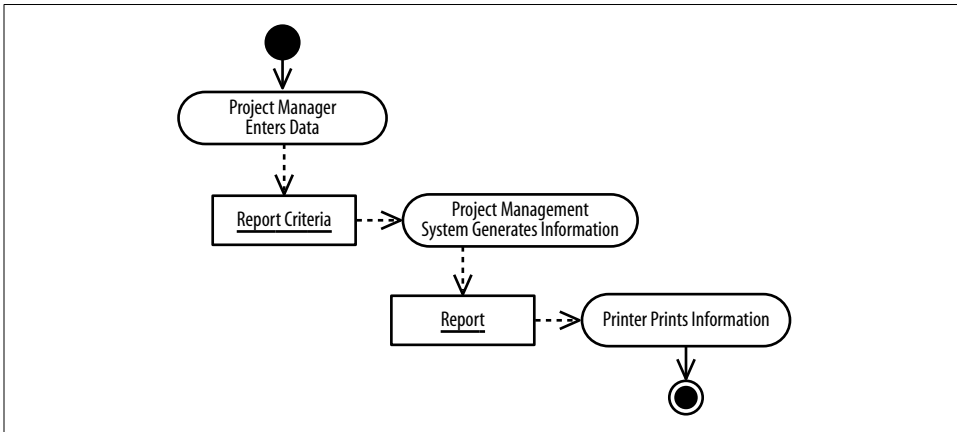 Project Manager
Enters Data
Report Criteria
Project Management
System Generates Information
Report
Printer Prints Information